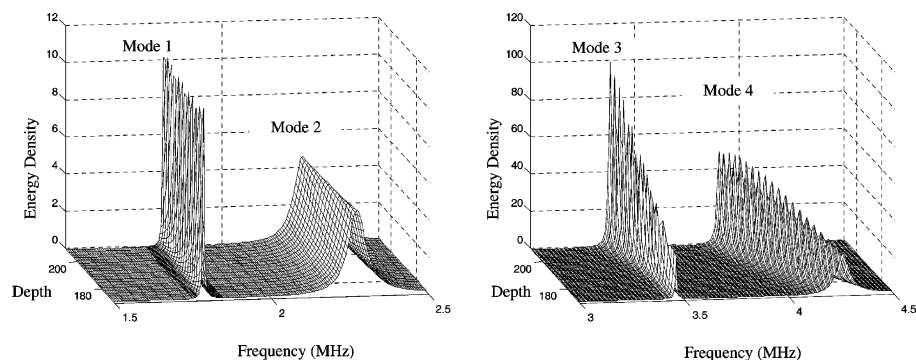 12
10
8
6
4
2
0
Energy Density
Mode 1
Mode 2
200
180
Depth
1.5
2
2.5
Frequency (MHz)
120
100
80
60
40
20
0
Energy Density
Mode 3
Mode 4
200
180
Depth
3
3.5
4
4.5
Frequency (MHz)